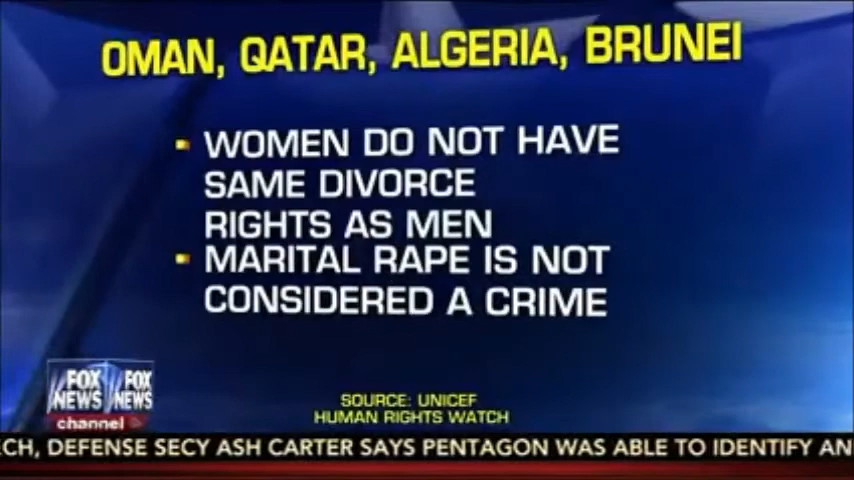 OMAN, QATAR, ALGERIA, BRUNEI
WOMEN DO NOT HAVE
SAME DIVORCE
RIGHTS AS MEN
MARITAL RAPE IS NOT
CONSIDERED A CRIME
FOX NEWS FOX NEWS
channel
SOURCE: UNICEF
HUMAN RIGHTS WATCH
CH, DEFENSE SECY ASH CARTER SAYS PENTAGON WAS ABLE TO IDENTIFY AN